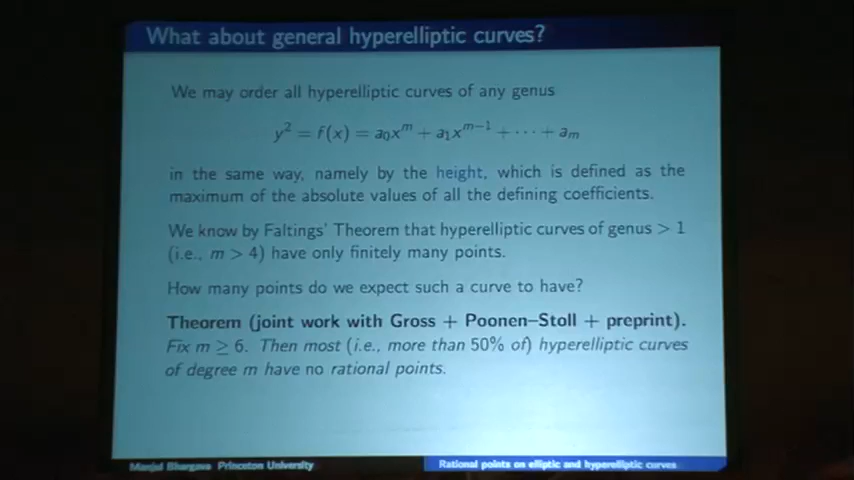 What about general hyperelliptic curves?
We may order all hyperelliptic curves of any genus
y² = f(x) = a₀xᵐ + a₁xᵐ⁻¹ + ··· + aₘ
in the same way, namely by the height, which is defined as the
maximum of the absolute values of all the defining coefficients.
We know by Faltings' Theorem that hyperelliptic curves of genus > 1
(i.e., m > 4) have only finitely many points.
How many points do we expect such a curve to have?
Theorem (joint work with Gross + Poonen–Stoll + preprint).
Fix m ≥ 6. Then most (i.e., more than 50% of) hyperelliptic curves
of degree m have no rational points.
Manjul Bhargava Princeton University
Rational points on elliptic and hyperelliptic curves